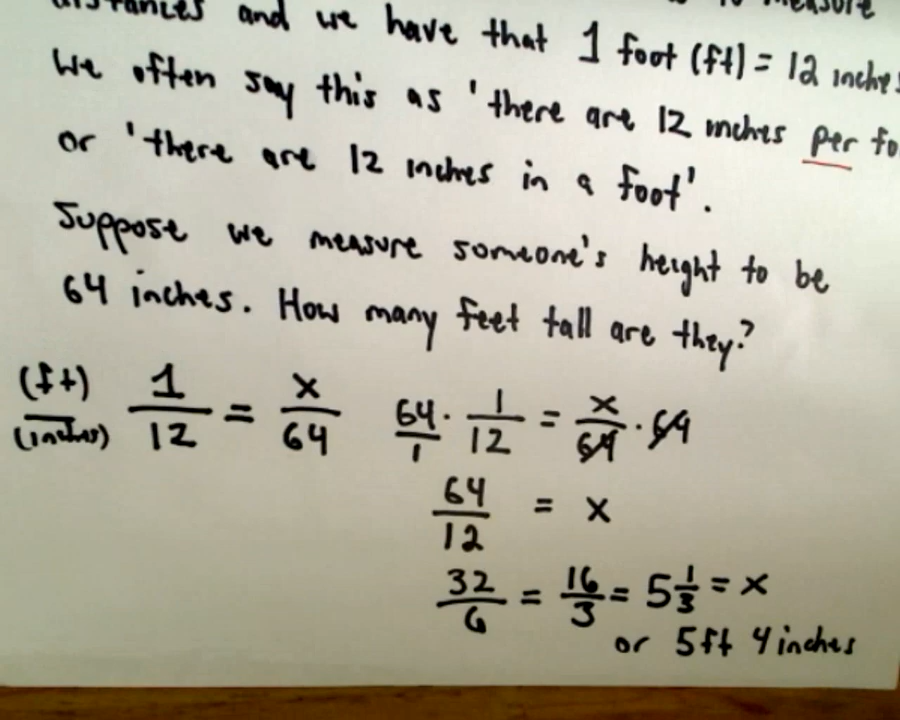 distances and we have that 1 foot (ft) = 12 inches
We often say this as 'there are 12 inches per
or 'there are 12 inches in a foot'.
Suppose we measure someone's height to be
64 inches. How many feet tall are they?
(ft)/(inches) 1/12 = x/64 64/1 · 1/12 = x/64 · 64
64/12 = x
32/6 = 16/3 = 5 1/3 = x
or 5ft 4 inches